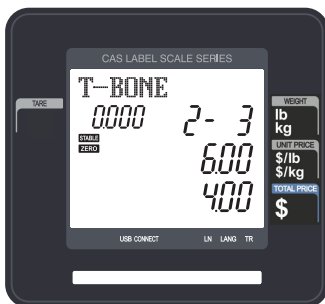 CAS LABEL SCALE SERIES
T-BONE
TARE
0.000 2- 3
STABLE
ZERO
6.00
4.00
WEIGHT
lb
kg
UNIT PRICE
$/lb
$/kg
TOTAL PRICE
$
USB CONNECT LN LANG TR